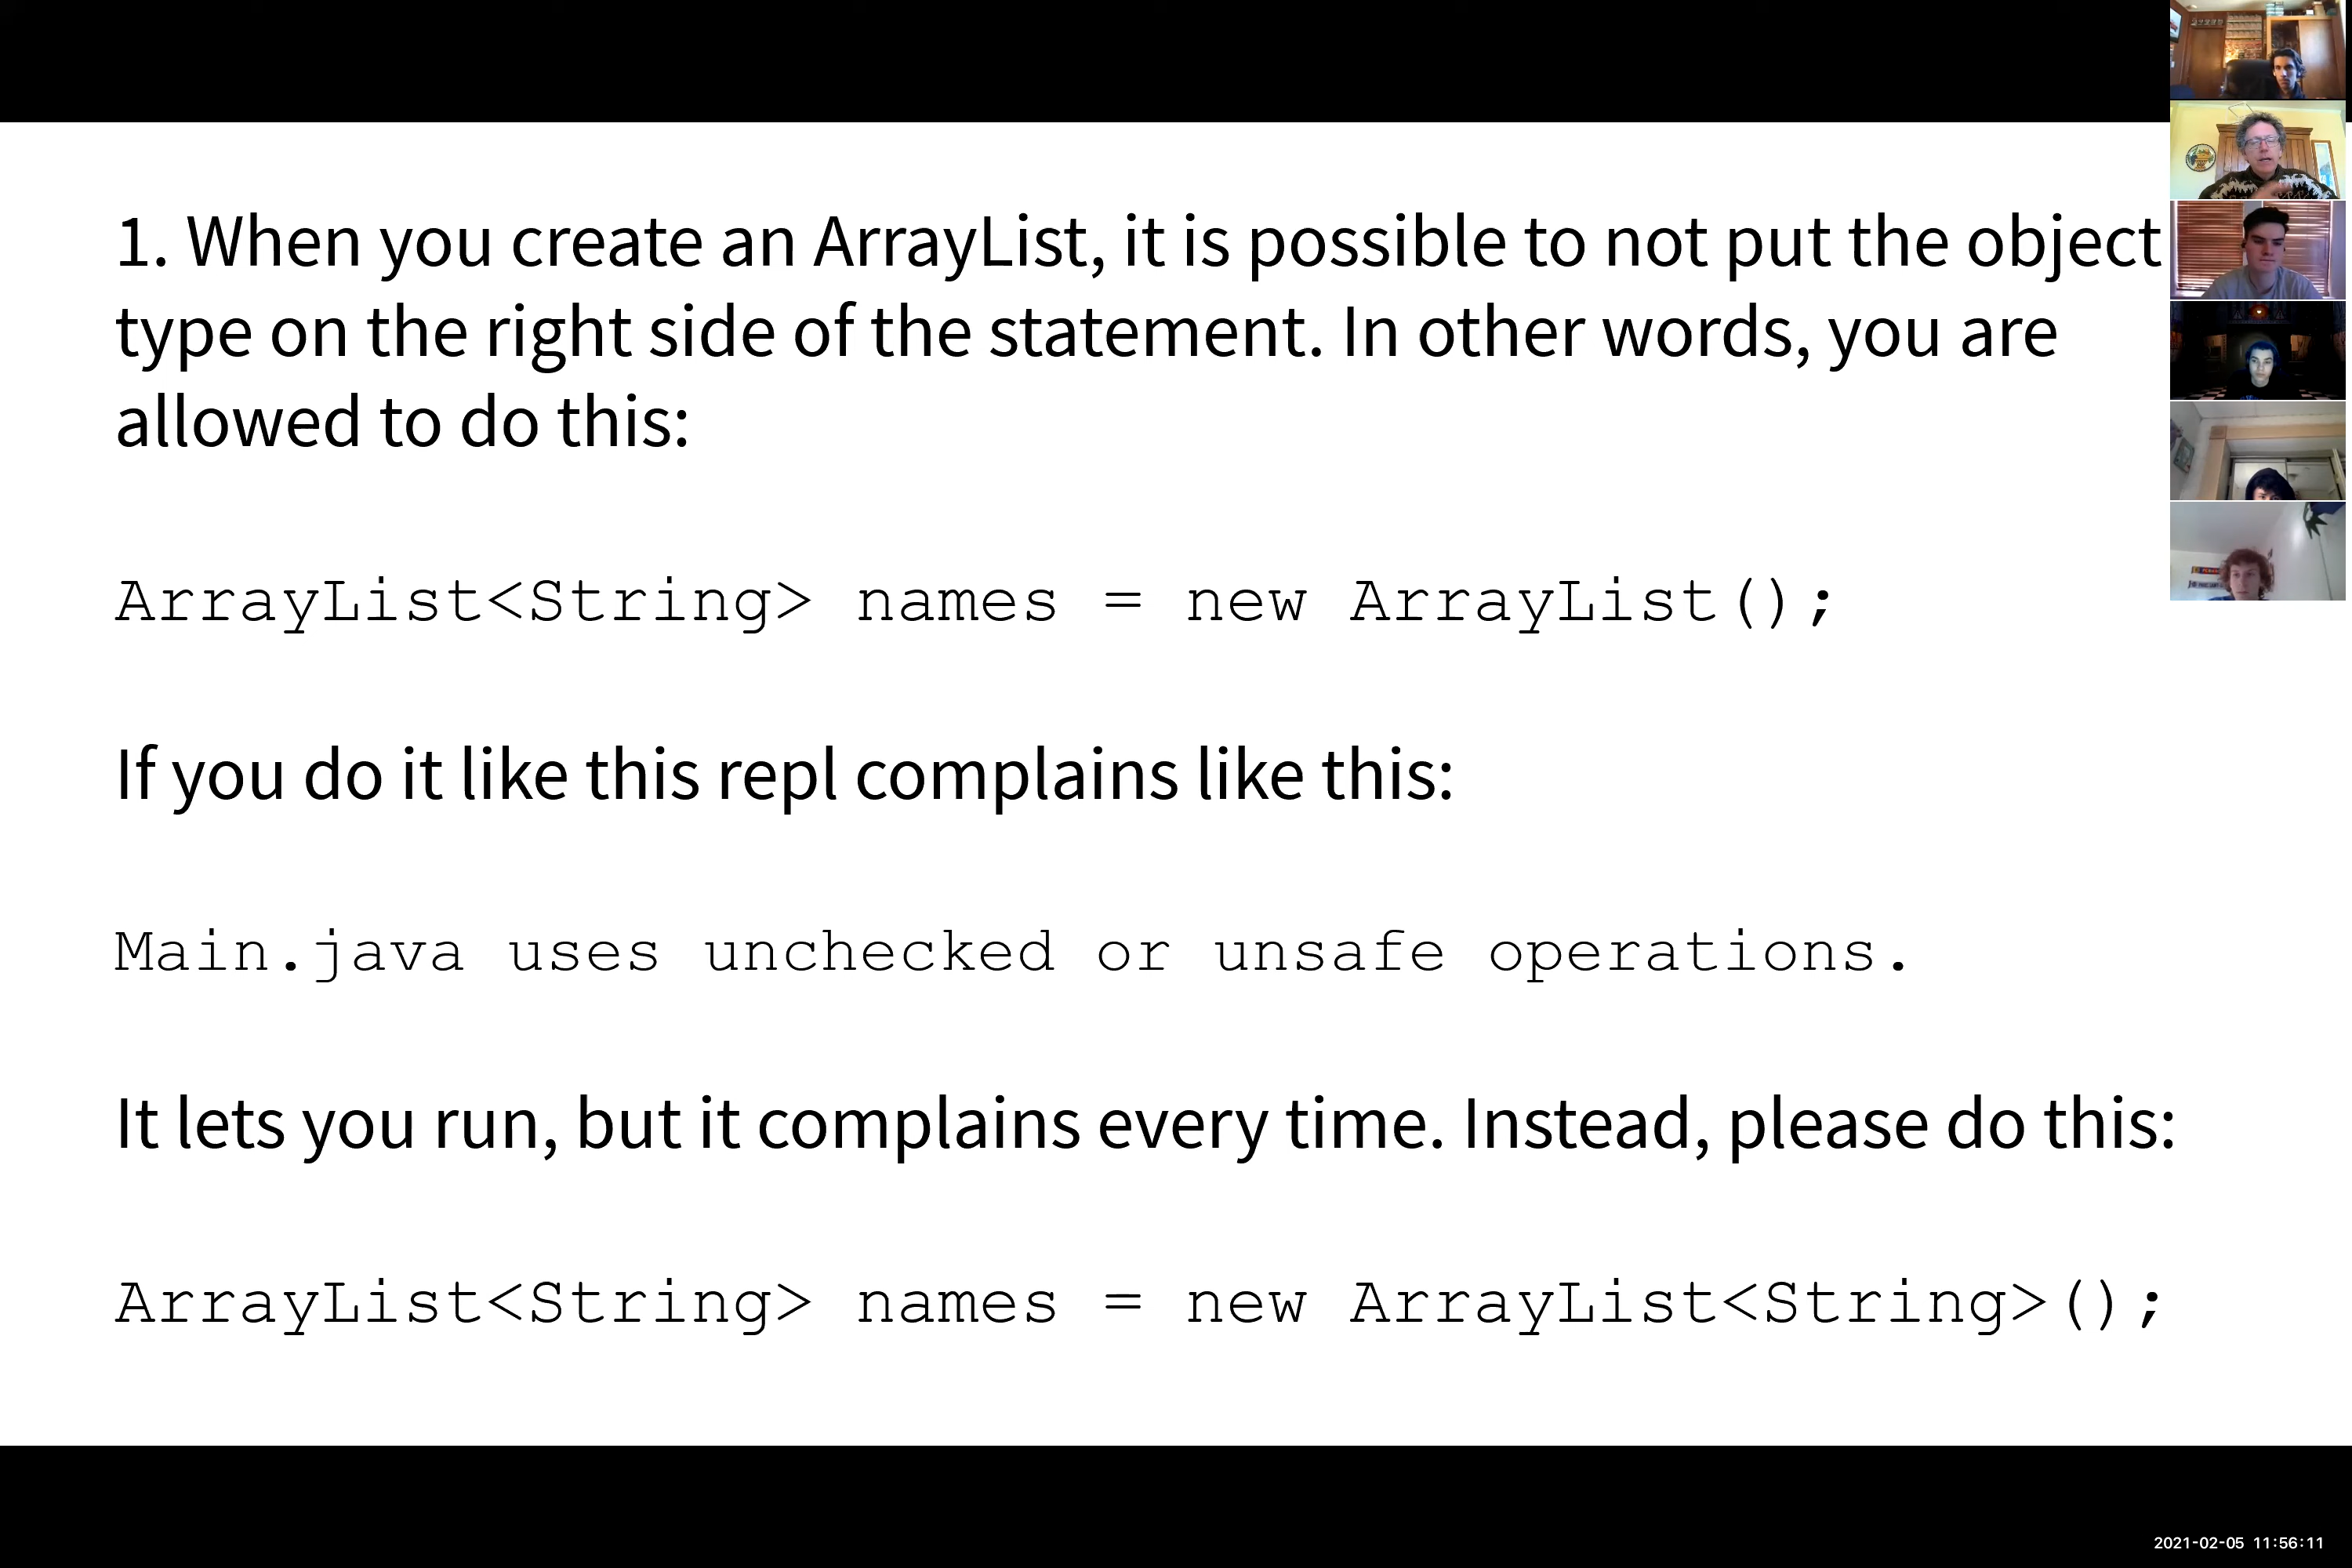 1. When you create an ArrayList, it is possible to not put the object
type on the right side of the statement. In other words, you are
allowed to do this:
ArrayList<String> names = new ArrayList();
If you do it like this repl complains like this:
Main.java uses unchecked or unsafe operations.
It lets you run, but it complains every time. Instead, please do this:
ArrayList<String> names = new ArrayList<String>();
2021-02-05 11:56:11